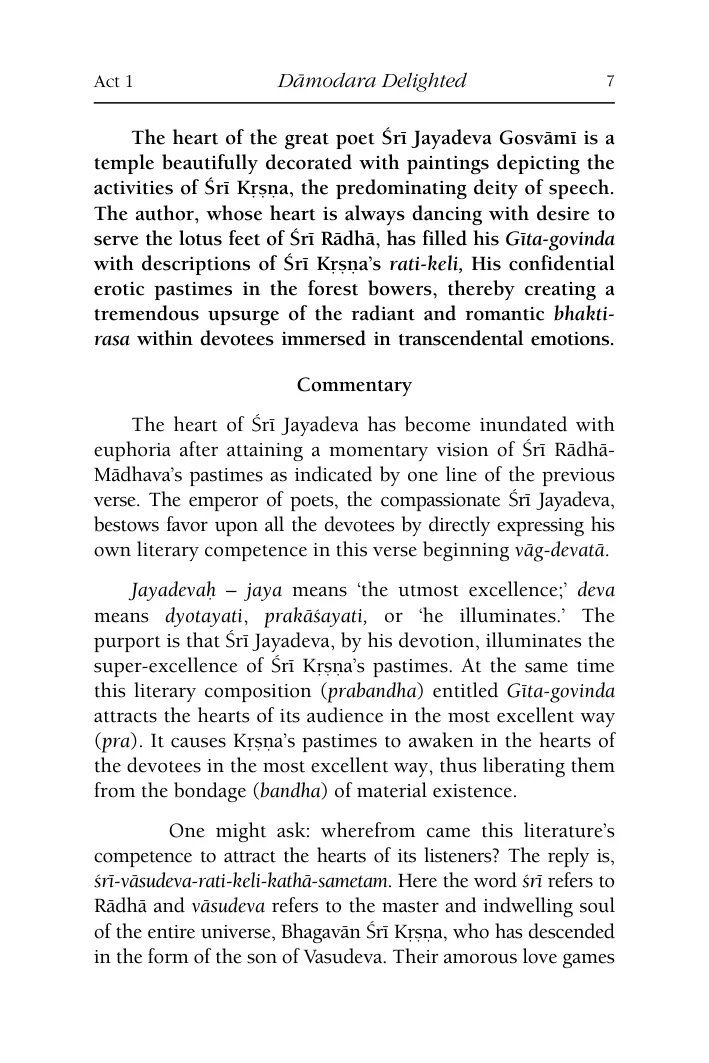 Act 1 Dāmodara Delighted 7
The heart of the great poet Śrī Jayadeva Gosvāmī is a
temple beautifully decorated with paintings depicting the
activities of Śrī Kṛṣṇa, the predominating deity of speech.
The author, whose heart is always dancing with desire to
serve the lotus feet of Śrī Rādhā, has filled his Gīta-govinda
with descriptions of Śrī Kṛṣṇa’s rati-keli, His confidential
erotic pastimes in the forest bowers, thereby creating a
tremendous upsurge of the radiant and romantic bhakti-
rasa within devotees immersed in transcendental emotions.
Commentary
The heart of Śrī Jayadeva has become inundated with
euphoria after attaining a momentary vision of Śrī Rādhā-
Mādhava’s pastimes as indicated by one line of the previous
verse. The emperor of poets, the compassionate Śrī Jayadeva,
bestows favor upon all the devotees by directly expressing his
own literary competence in this verse beginning vāg-devatā.
Jayadevaḥ – jaya means ‘the utmost excellence;’ deva
means dyotayati, prakāśayati, or ‘he illuminates.’ The
purport is that Śrī Jayadeva, by his devotion, illuminates the
super-excellence of Śrī Kṛṣṇa’s pastimes. At the same time
this literary composition (prabandha) entitled Gīta-govinda
attracts the hearts of its audience in the most excellent way
(pra). It causes Kṛṣṇa’s pastimes to awaken in the hearts of
the devotees in the most excellent way, thus liberating them
from the bondage (bandha) of material existence.
One might ask: wherefrom came this literature’s
competence to attract the hearts of its listeners? The reply is,
śrī-vāsudeva-rati-keli-kathā-sametam. Here the word śrī refers to
Rādhā and vāsudeva refers to the master and indwelling soul
of the entire universe, Bhagavān Śrī Kṛṣṇa, who has descended
in the form of the son of Vasudeva. Their amorous love games